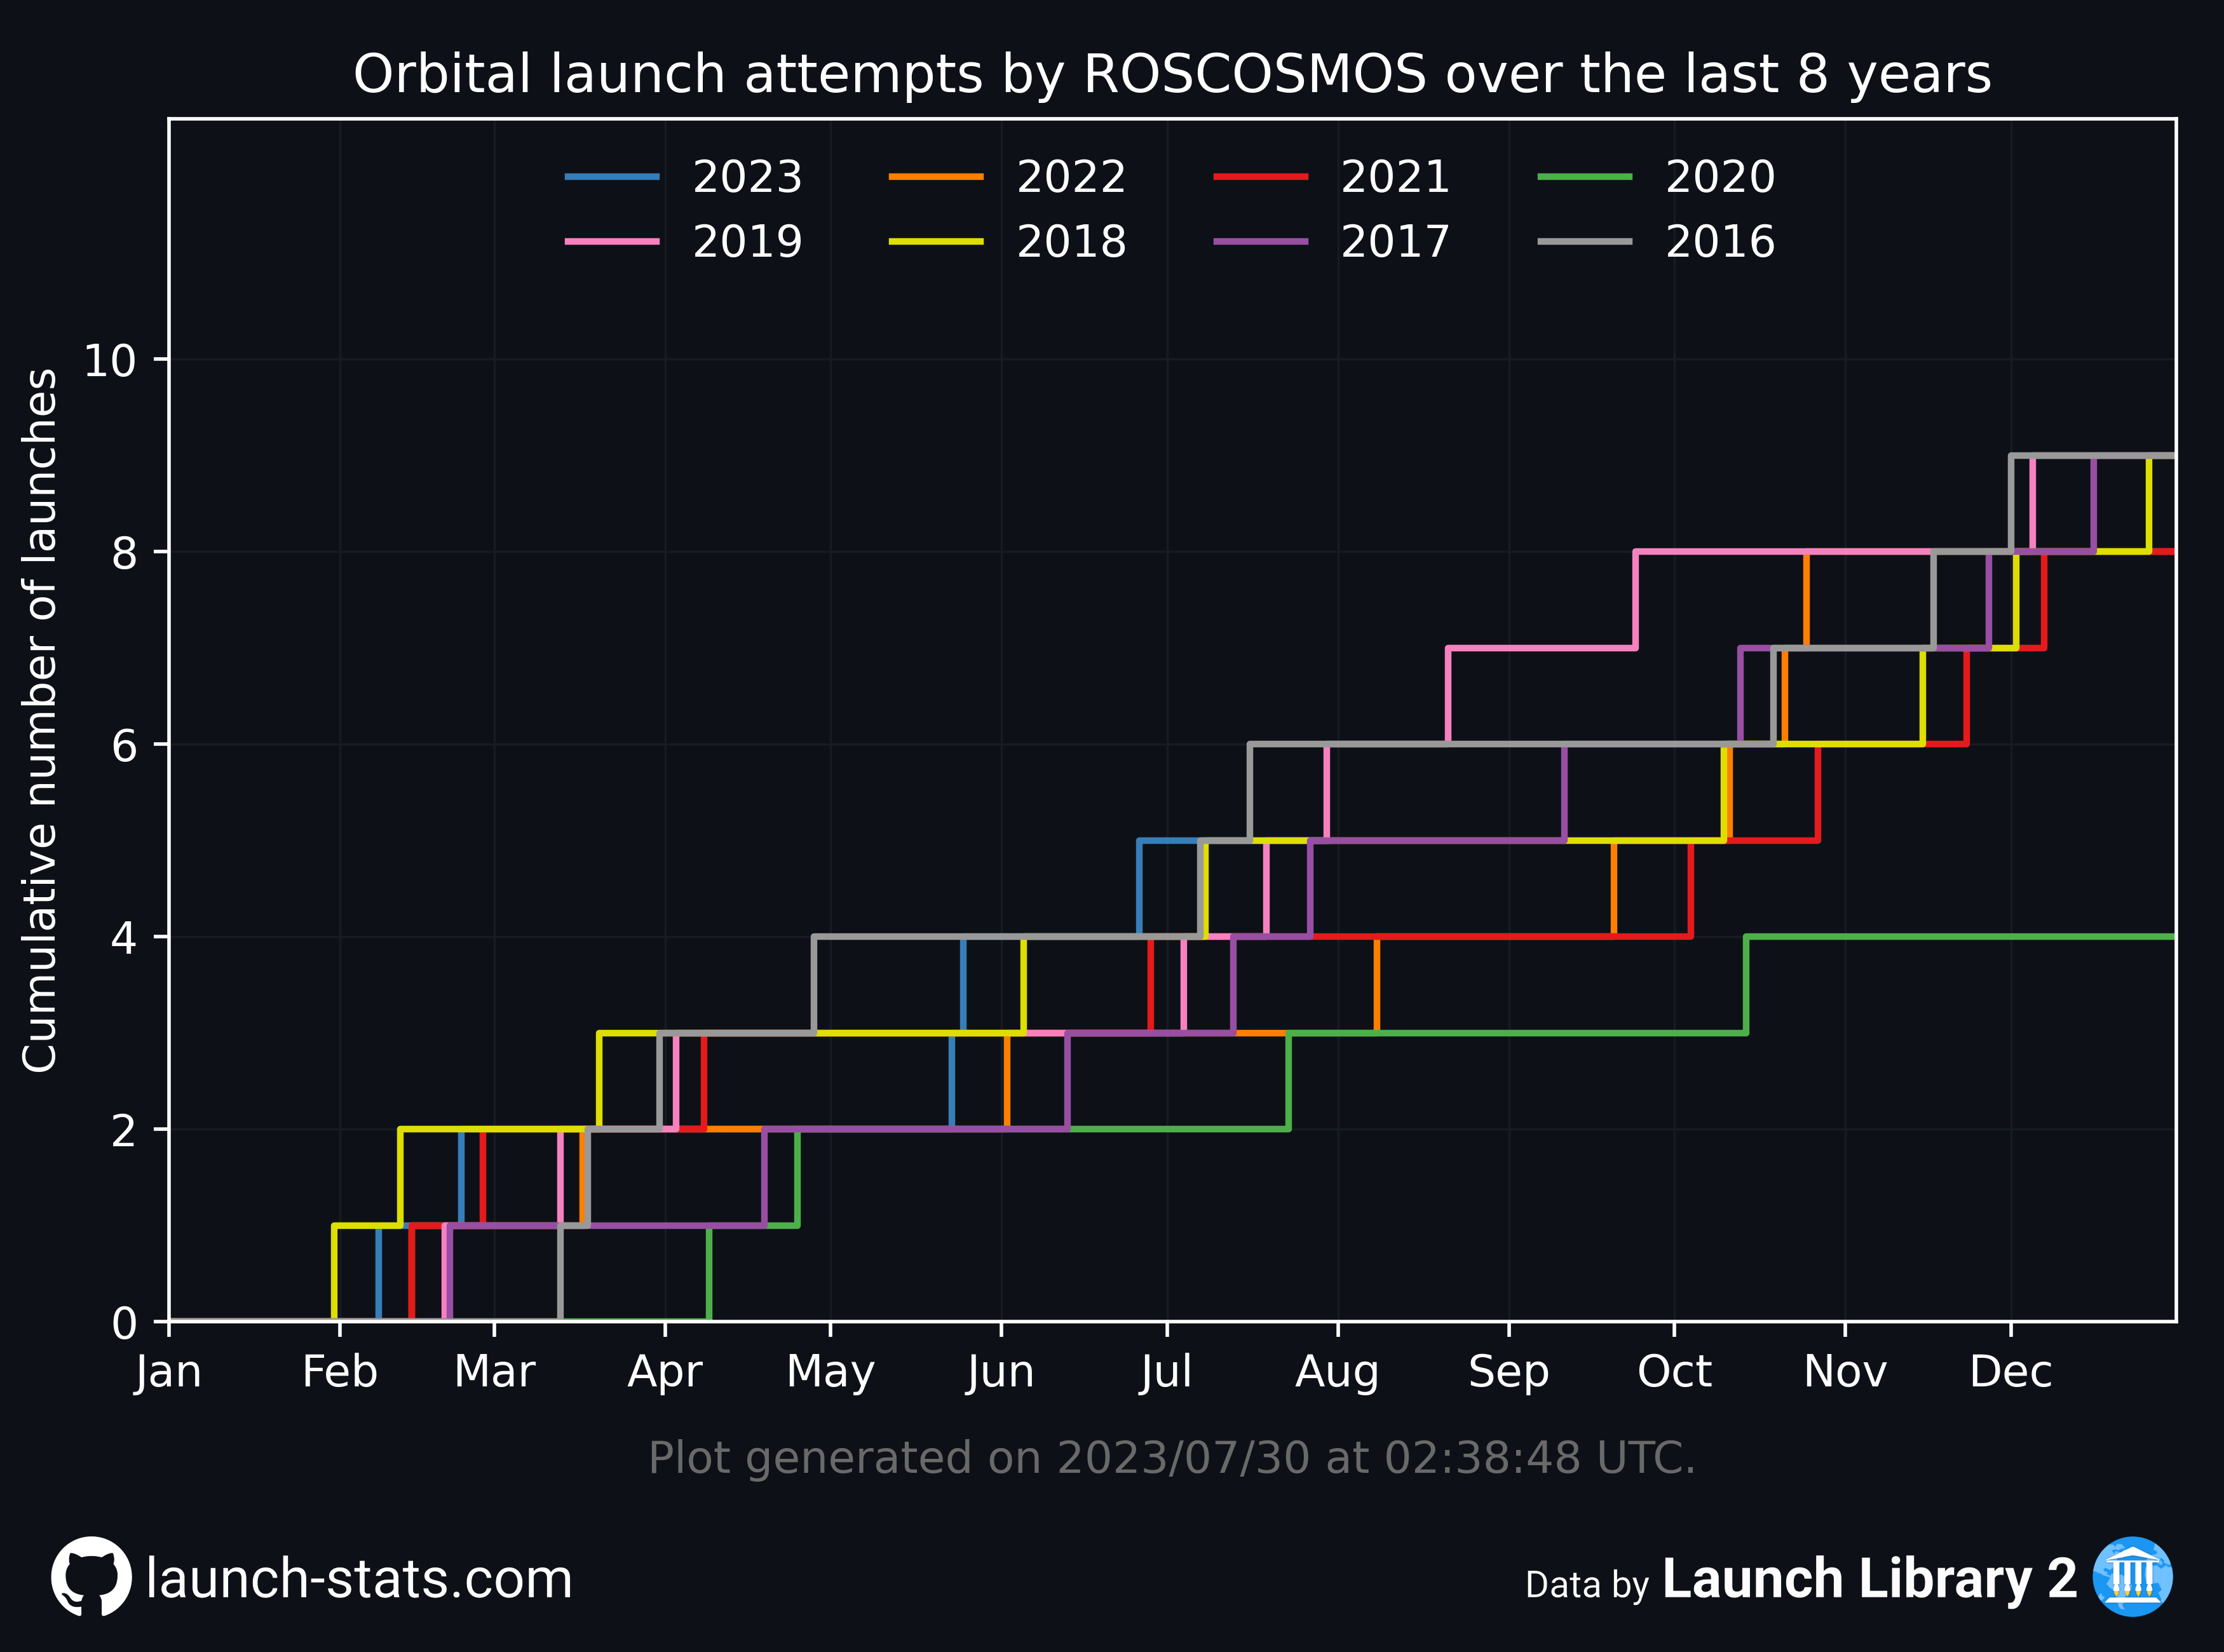 Orbital launch attempts by ROSCOSMOS over the last 8 years
2023 2022 2021 2020
2019 2018 2017 2016
Cumulative number of launches
10
8
6
4
2
0
Jan Feb Mar Apr May Jun Jul Aug Sep Oct Nov Dec
Plot generated on 2023/07/30 at 02:38:48 UTC.
launch-stats.com
Data by Launch Library 2